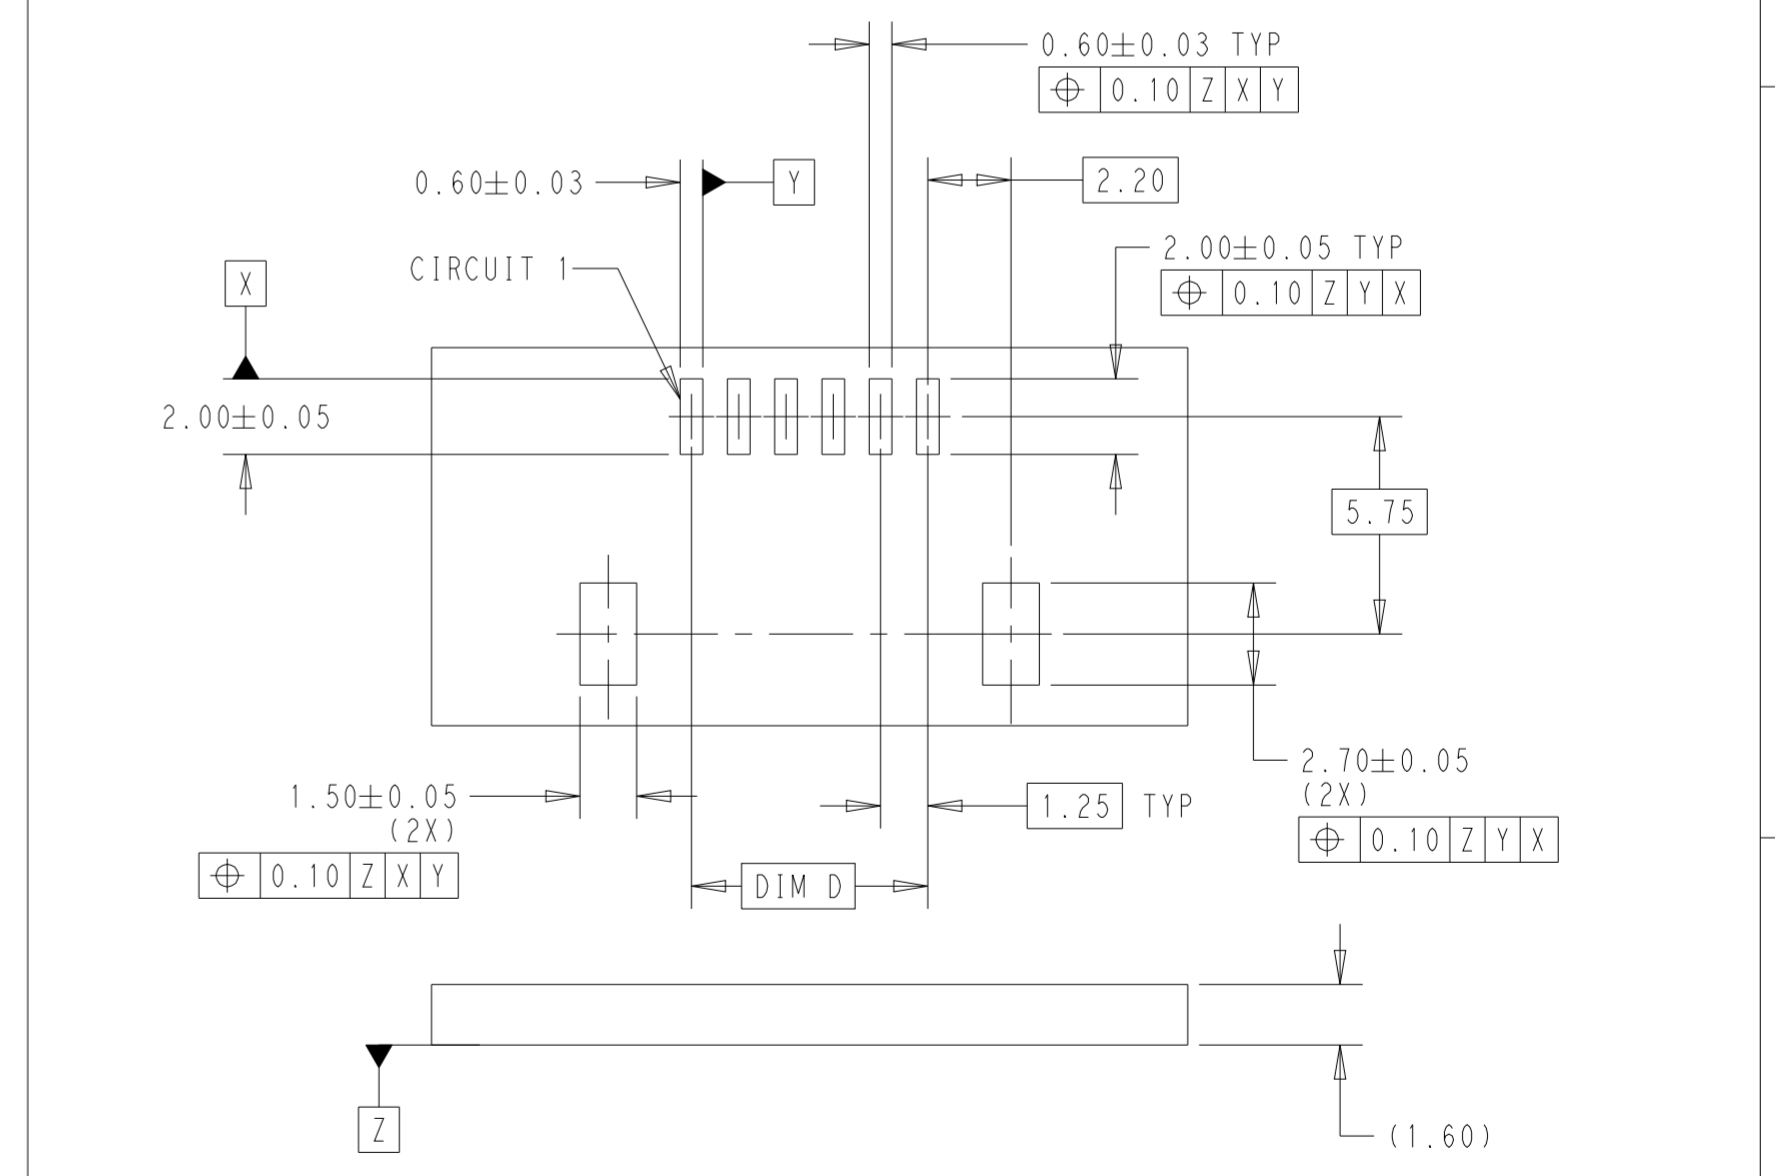 0.60±0.03 TYP
⌖ 0.10 Z X Y
0.60±0.03
Y
2.20
2.00±0.05 TYP
⌖ 0.10 Z Y X
CIRCUIT 1
X
2.00±0.05
5.75
2.70±0.05
(2X)
⌖ 0.10 Z Y X
1.50±0.05
(2X)
⌖ 0.10 Z X Y
1.25 TYP
DIM D
Z
(1.60)